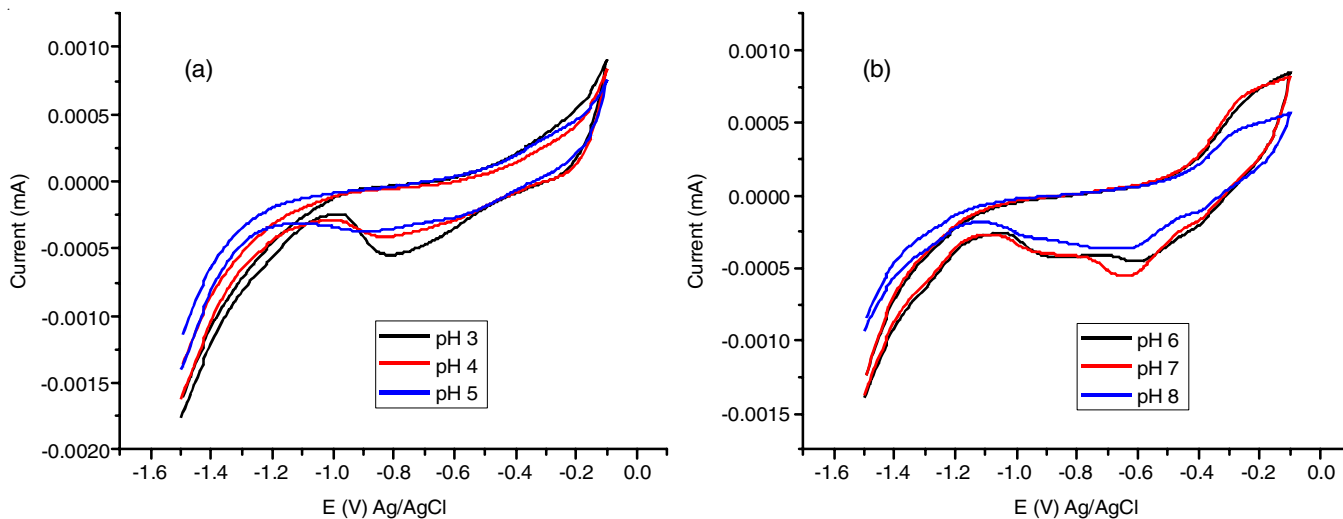 (a)
0.0010
0.0005
0.0000
-0.0005
-0.0010
-0.0015
-0.0020
Current (mA)
pH 3
pH 4
pH 5
-1.6 -1.4 -1.2 -1.0 -0.8 -0.6 -0.4 -0.2 0.0
E (V) Ag/AgCl
(b)
0.0010
0.0005
0.0000
-0.0005
-0.0010
-0.0015
Current (mA)
pH 6
pH 7
pH 8
-1.6 -1.4 -1.2 -1.0 -0.8 -0.6 -0.4 -0.2 0.0
E (V) Ag/AgCl